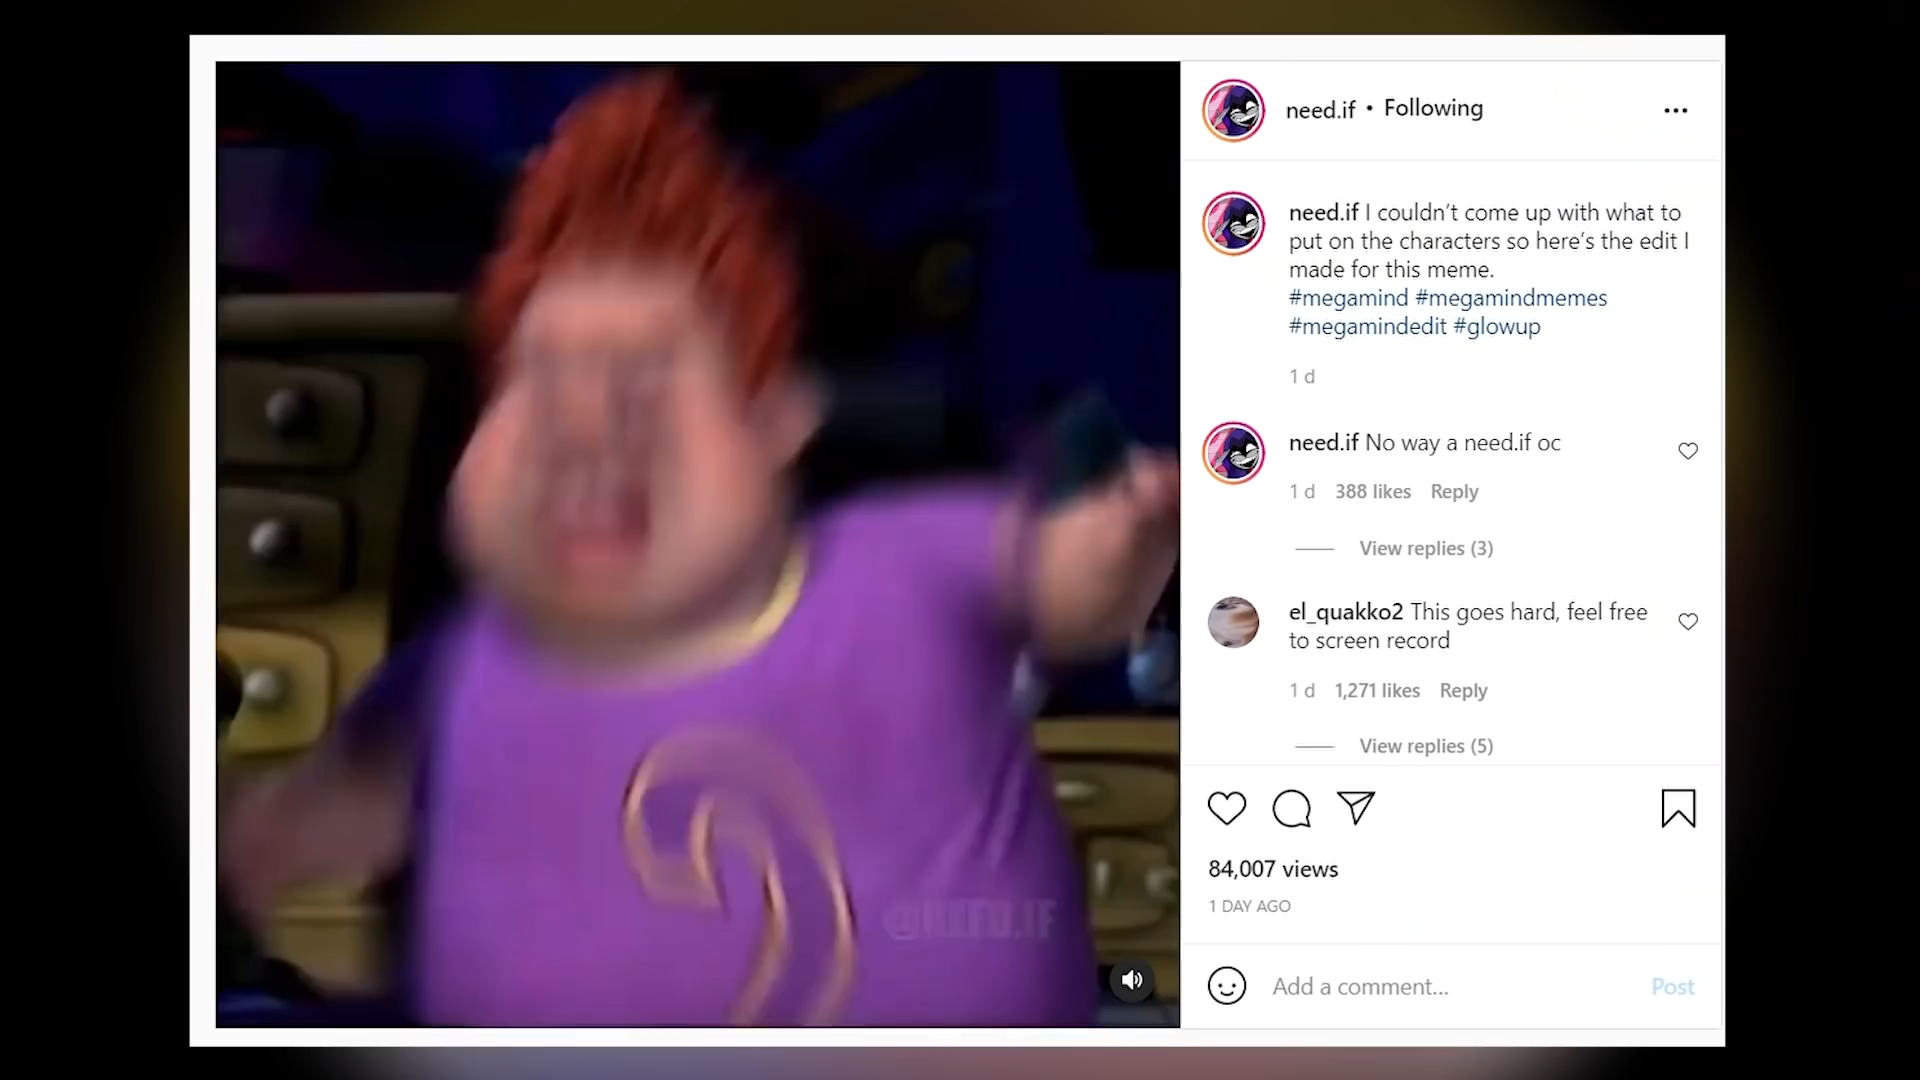 need.if • Following
need.if I couldn't come up with what to
put on the characters so here's the edit I
made for this meme.
#megamind #megamindmemes
#megamindedit #glowup
1 d
need.if No way a need.if oc
1 d 388 likes Reply
View replies (3)
el_quakko2 This goes hard, feel free
to screen record
1 d 1,271 likes Reply
View replies (5)
84,007 views
1 DAY AGO
Add a comment... Post
@NEED.IF